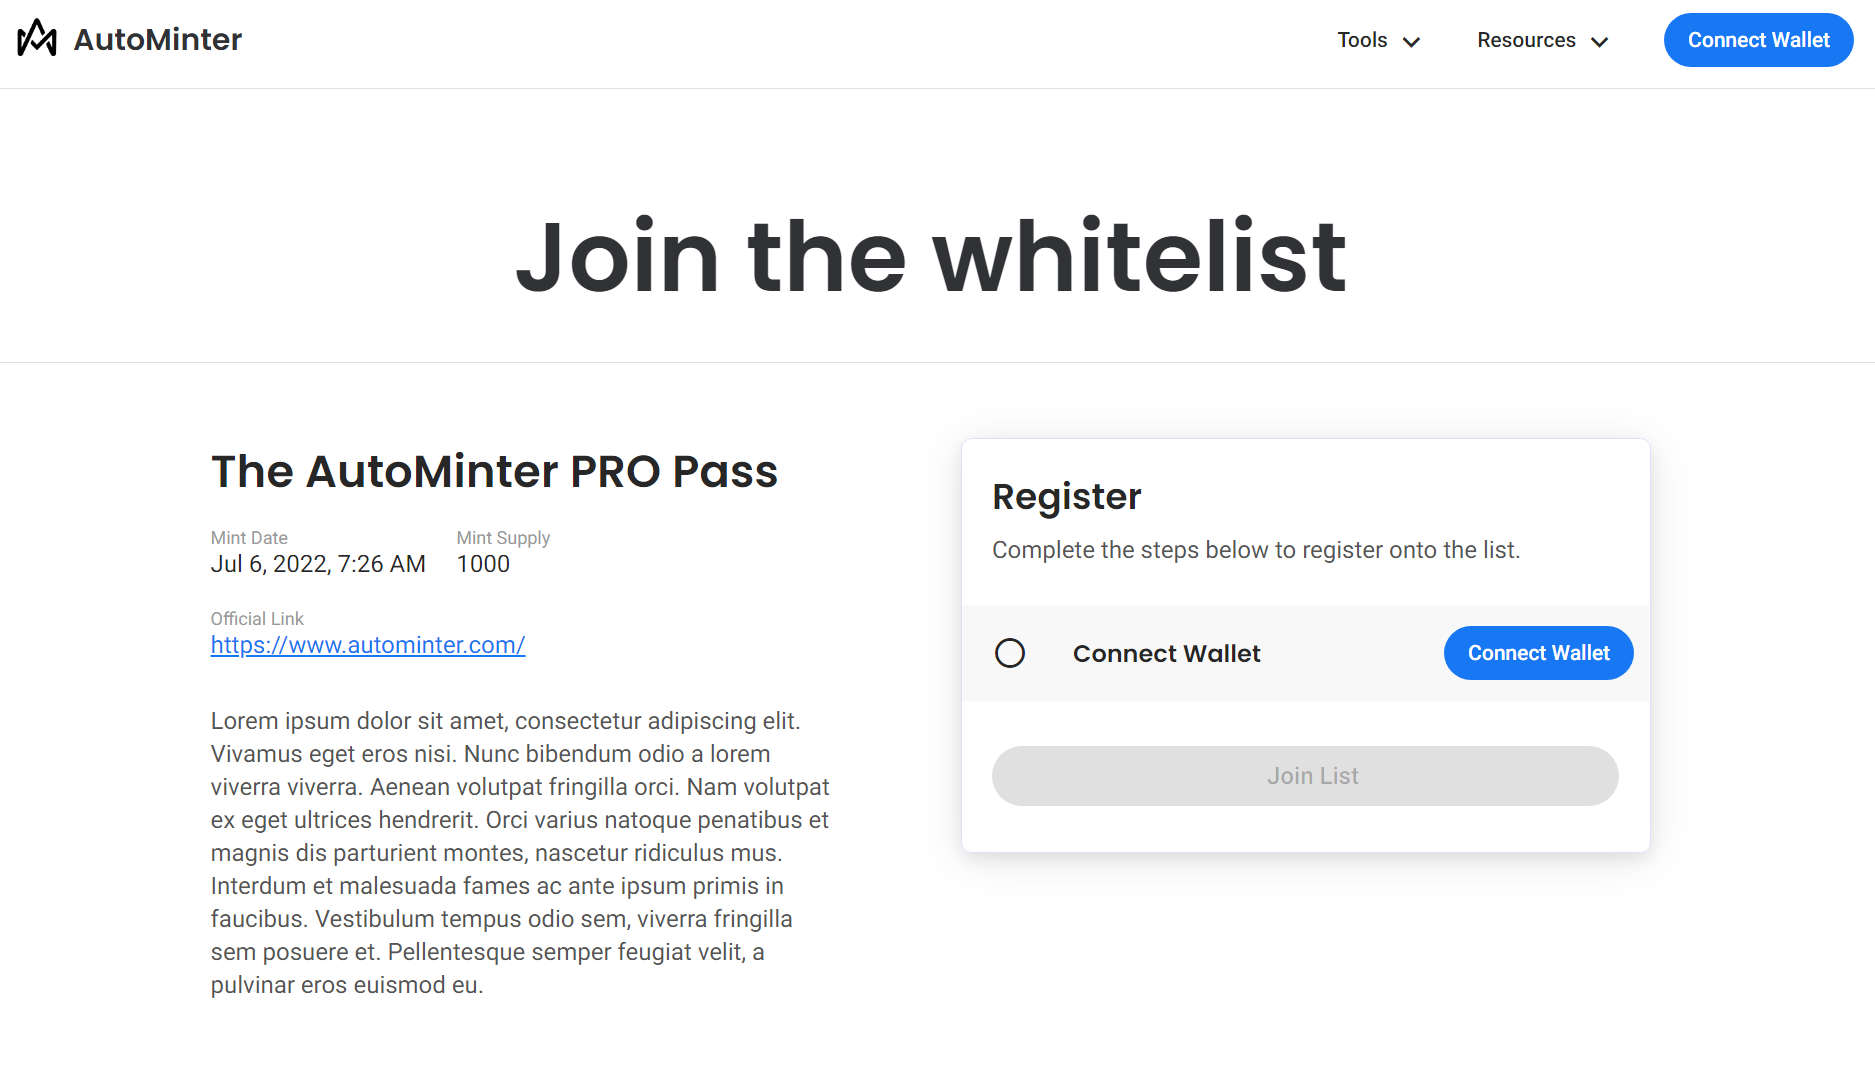 AutoMinter
Tools
Resources
Connect Wallet
Join the whitelist
The AutoMinter PRO Pass
Mint Date
Mint Supply
Jul 6, 2022, 7:26 AM
1000
Official Link
https://www.autominter.com/
Lorem ipsum dolor sit amet, consectetur adipiscing elit.
Vivamus eget eros nisi. Nunc bibendum odio a lorem
viverra viverra. Aenean volutpat fringilla orci. Nam volutpat
ex eget ultrices hendrerit. Orci varius natoque penatibus et
magnis dis parturient montes, nascetur ridiculus mus.
Interdum et malesuada fames ac ante ipsum primis in
faucibus. Vestibulum tempus odio sem, viverra fringilla
sem posuere et. Pellentesque semper feugiat velit, a
pulvinar eros euismod eu.
Register
Complete the steps below to register onto the list.
Connect Wallet
Connect Wallet
Join List